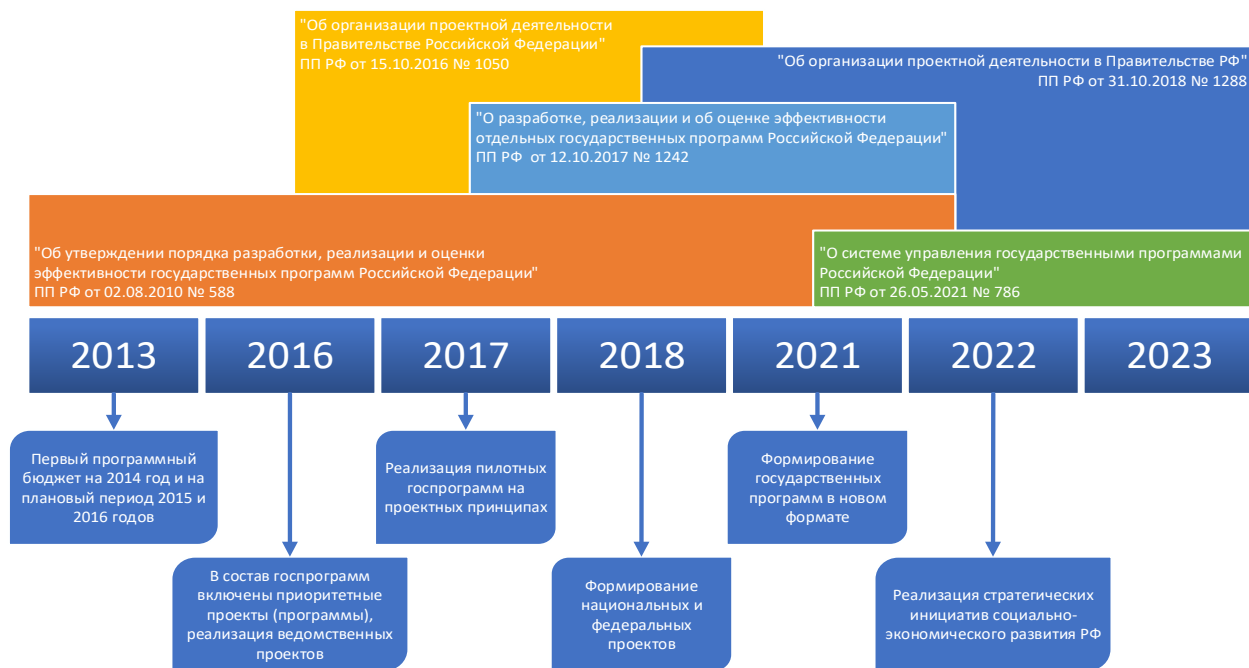 "Об организации проектной деятельности
в Правительстве Российской Федерации"
ПП РФ от 15.10.2016 № 1050
"Об организации проектной деятельности в Правительстве РФ"
ПП РФ от 31.10.2018 № 1288
"О разработке, реализации и об оценке эффективности
отдельных государственных программ Российской Федерации"
ПП РФ от 12.10.2017 № 1242
"Об утверждении порядка разработки, реализации и оценки
эффективности государственных программ Российской Федерации"
ПП РФ от 02.08.2010 № 588
"О системе управления государственными программами
Российской Федерации"
ПП РФ от 26.05.2021 № 786
2013
2016
2017
2018
2021
2022
2023
Первый программный
бюджет на 2014 год и на
плановый период 2015 и
2016 годов
Реализация пилотных
госпрограмм на
проектных принципах
Формирование
государственных
программ в новом
формате
В состав госпрограмм
включены приоритетные
проекты (программы),
реализация ведомственных
проектов
Формирование
национальных и
федеральных
проектов
Реализация стратегических
инициатив социально-
экономического развития РФ